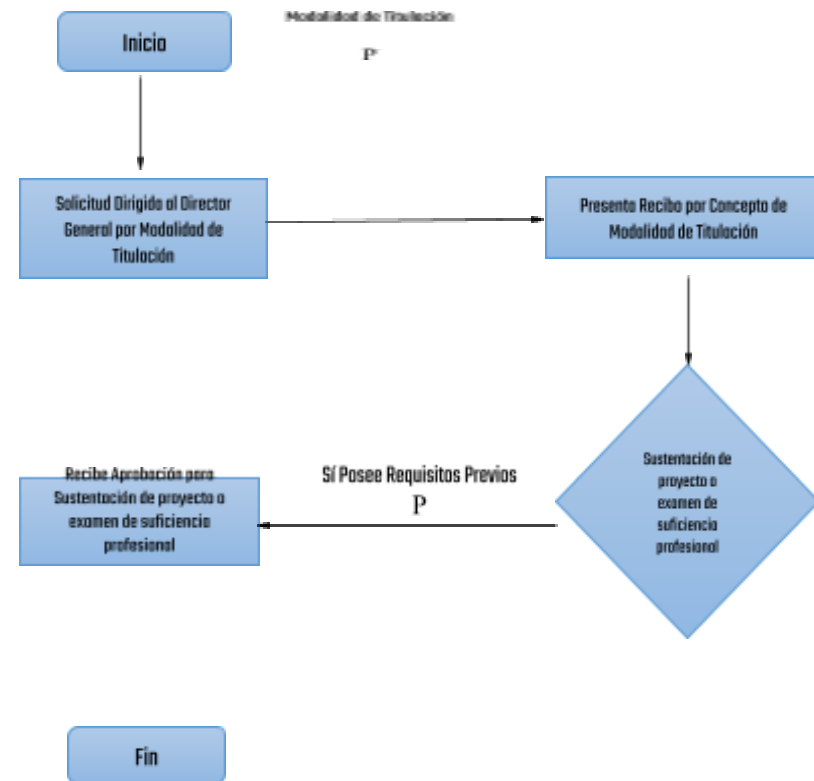 Modalidad de Titulación
P
Inicio
Solicitud Dirigida al Director
General por Modalidad de
Titulación
Presenta Recibo por Concepto de
Modalidad de Titulación
Sustentación de
proyecto o
examen de
suficiencia
profesional
Sí Posee Requisitos Previos
P
Recibe Aprobación para
Sustentación de proyecto o
examen de suficiencia
profesional
Fin